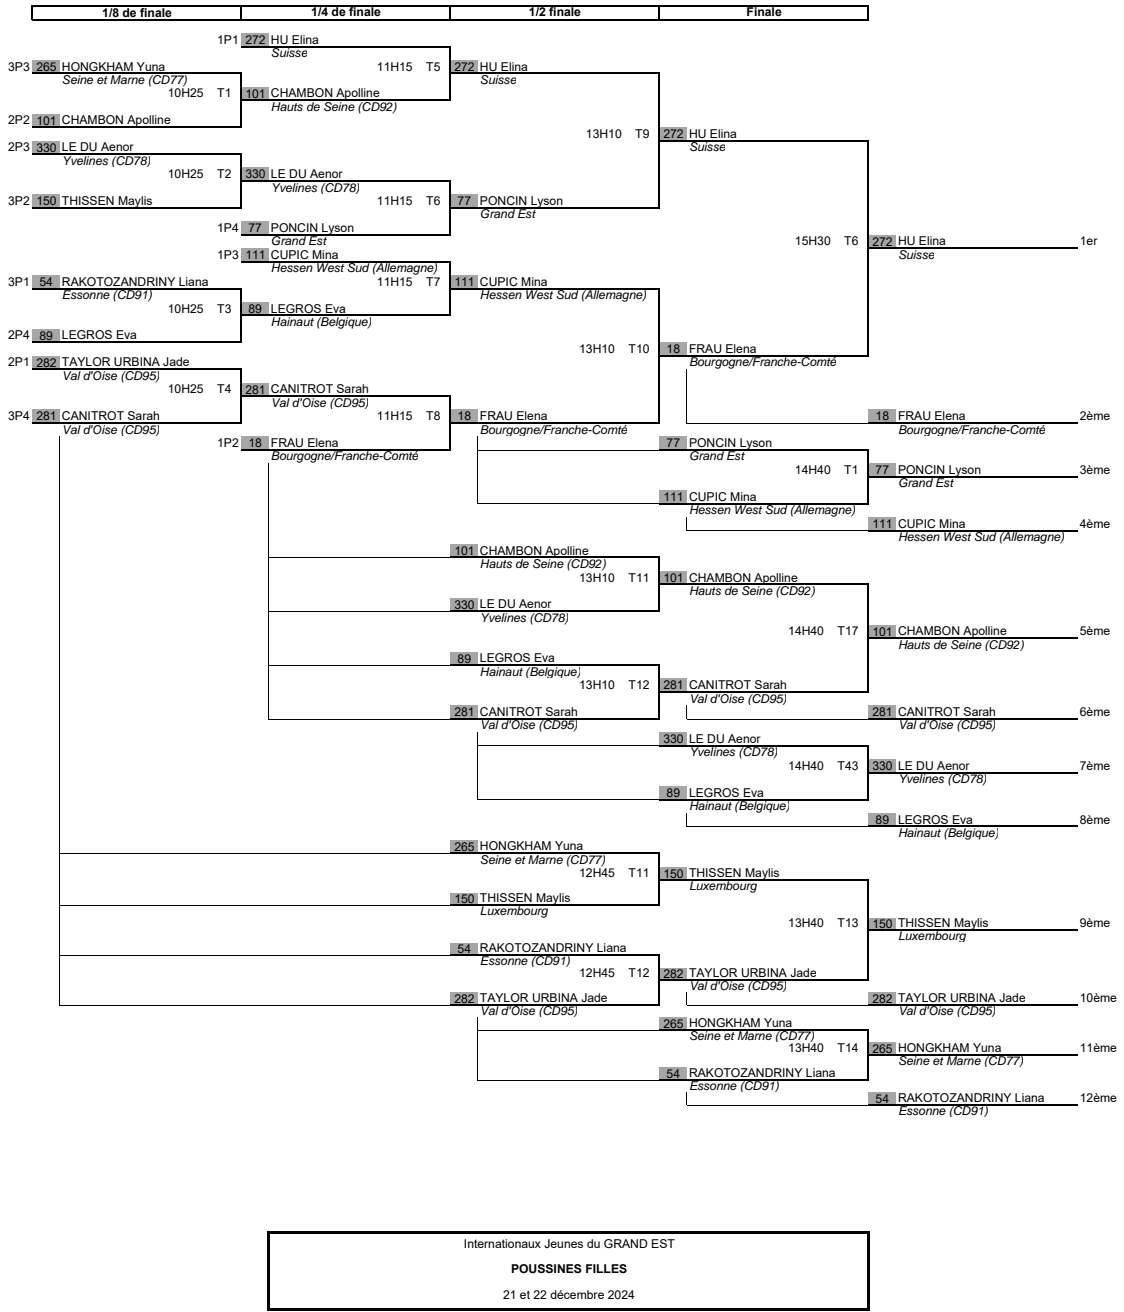 1/8 de finale 1/4 de finale 1/2 finale Finale
1P1 272 HU Elina
Suisse
3P3 265 HONGKHAM Yuna 11H15 T5 272 HU Elina
Seine et Marne (CD77) Suisse
10H25 T1 101 CHAMBON Apolline
Hauts de Seine (CD92)
2P2 101 CHAMBON Apolline
13H10 T9 272 HU Elina
2P3 330 LE DU Aenor Suisse
Yvelines (CD78)
10H25 T2 330 LE DU Aenor
Yvelines (CD78)
3P2 150 THISSEN Maylis 11H15 T6 77 PONCIN Lyson
Grand Est
1P4 77 PONCIN Lyson
Grand Est 15H30 T6 272 HU Elina 1er
1P3 111 CUPIC Mina Suisse
Hessen West Sud (Allemagne)
3P1 54 RAKOTOZANDRINY Liana 11H15 T7 111 CUPIC Mina
Essonne (CD91) Hessen West Sud (Allemagne)
10H25 T3 89 LEGROS Eva
Hainaut (Belgique)
2P4 89 LEGROS Eva
13H10 T10 18 FRAU Elena
2P1 282 TAYLOR URBINA Jade Bourgogne/Franche-Comté
Val d'Oise (CD95)
10H25 T4 281 CANITROT Sarah
Val d'Oise (CD95)
3P4 281 CANITROT Sarah 11H15 T8 18 FRAU Elena 18 FRAU Elena 2ème
Val d'Oise (CD95) Bourgogne/Franche-Comté Bourgogne/Franche-Comté
1P2 18 FRAU Elena 77 PONCIN Lyson
Bourgogne/Franche-Comté Grand Est
14H40 T1 77 PONCIN Lyson 3ème
Grand Est
111 CUPIC Mina
Hessen West Sud (Allemagne)
111 CUPIC Mina 4ème
Hessen West Sud (Allemagne)
101 CHAMBON Apolline
Hauts de Seine (CD92)
13H10 T11 101 CHAMBON Apolline
Hauts de Seine (CD92)
330 LE DU Aenor
Yvelines (CD78)
14H40 T17 101 CHAMBON Apolline 5ème
Hauts de Seine (CD92)
89 LEGROS Eva
Hainaut (Belgique)
13H10 T12 281 CANITROT Sarah
Val d'Oise (CD95)
281 CANITROT Sarah 281 CANITROT Sarah 6ème
Val d'Oise (CD95) Val d'Oise (CD95)
330 LE DU Aenor
Yvelines (CD78)
14H40 T43 330 LE DU Aenor 7ème
Yvelines (CD78)
89 LEGROS Eva
Hainaut (Belgique)
89 LEGROS Eva 8ème
Hainaut (Belgique)
265 HONGKHAM Yuna
Seine et Marne (CD77)
12H45 T11 150 THISSEN Maylis
Luxembourg
150 THISSEN Maylis
Luxembourg
13H40 T13 150 THISSEN Maylis 9ème
Luxembourg
54 RAKOTOZANDRINY Liana
Essonne (CD91)
12H45 T12 282 TAYLOR URBINA Jade
Val d'Oise (CD95)
282 TAYLOR URBINA Jade 282 TAYLOR URBINA Jade 10ème
Val d'Oise (CD95) Val d'Oise (CD95)
265 HONGKHAM Yuna
Seine et Marne (CD77)
13H40 T14 265 HONGKHAM Yuna 11ème
Seine et Marne (CD77)
54 RAKOTOZANDRINY Liana
Essonne (CD91)
54 RAKOTOZANDRINY Liana 12ème
Essonne (CD91)
Internationaux Jeunes du GRAND EST
POUSSINES FILLES
21 et 22 décembre 2024